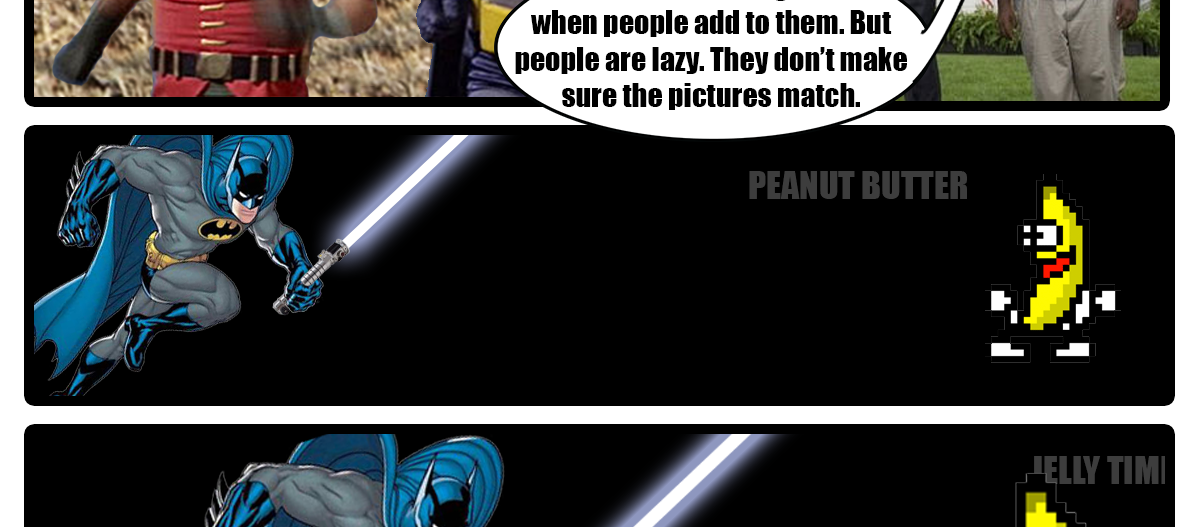 when people add to them. But
people are lazy. They don’t make
sure the pictures match.
PEANUT BUTTER
JELLY TIM